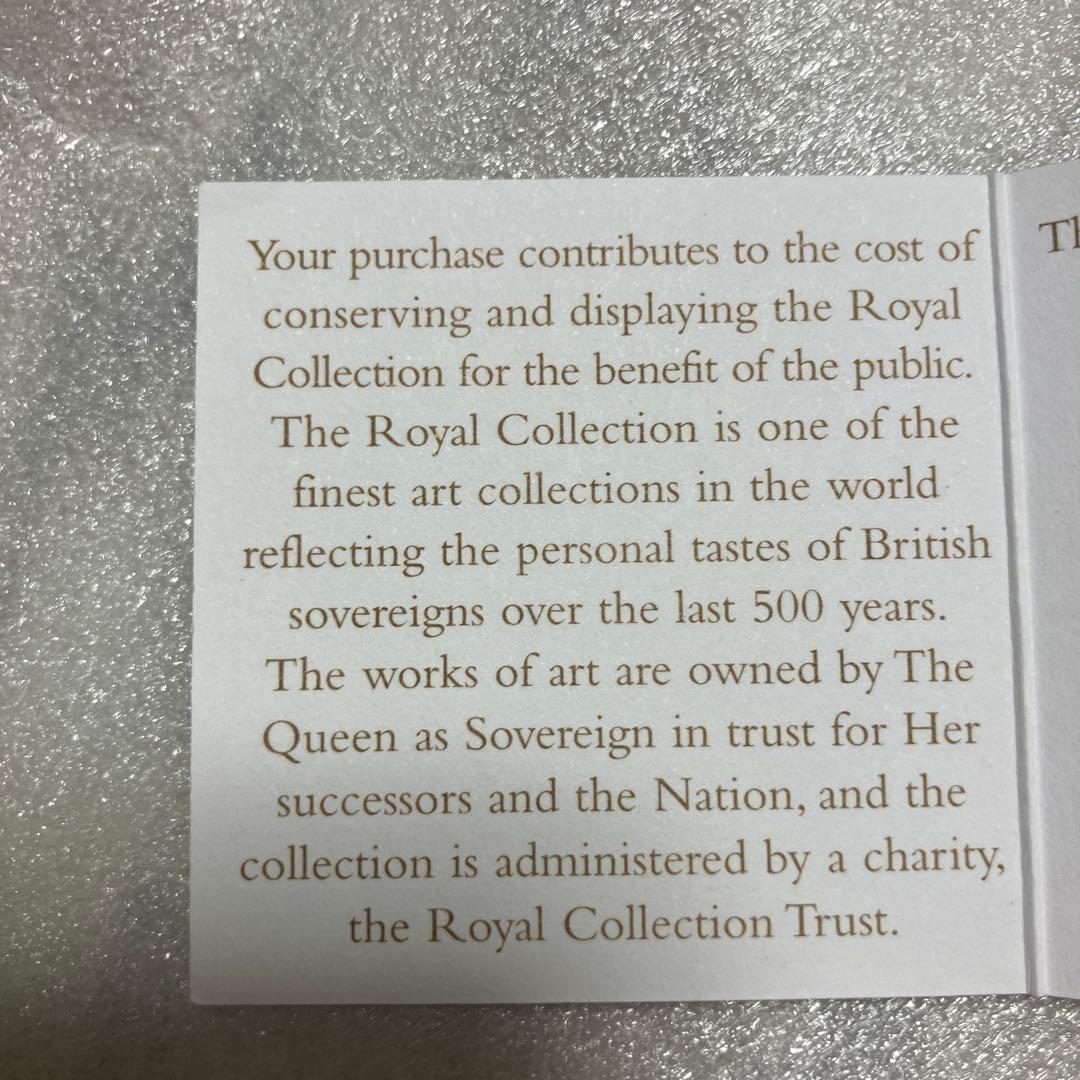 Your purchase contributes to the cost of
conserving and displaying the Royal
Collection for the benefit of the public.
The Royal Collection is one of the
finest art collections in the world
reflecting the personal tastes of British
sovereigns over the last 500 years.
The works of art are owned by The
Queen as Sovereign in trust for Her
successors and the Nation, and the
collection is administered by a charity,
the Royal Collection Trust.